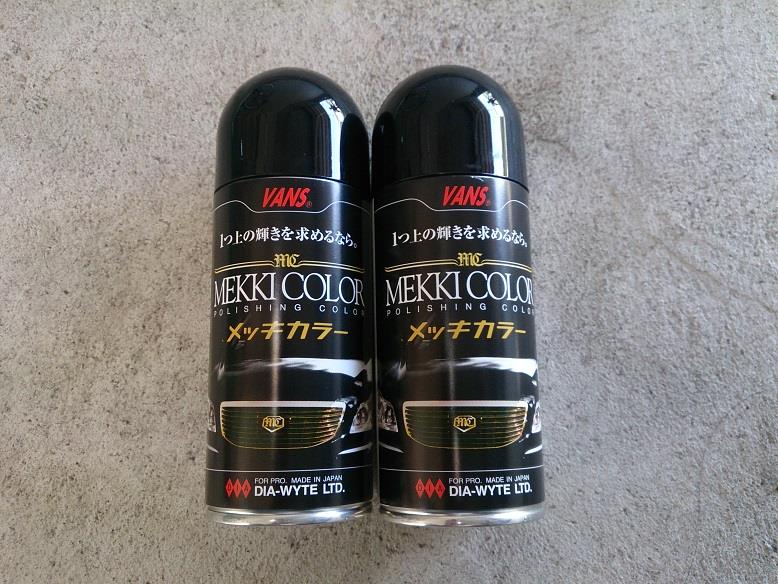 VANS®
1つ上の輝きを求めるなら。
MC
MEKKI COLOR
POLISHING COLOR
メッキカラー
MC
DIA
FOR PRO. MADE IN JAPAN
DIA-WYTE LTD.
VANS®
1つ上の輝きを求めるなら。
MC
MEKKI COLOR
POLISHING COLOR
メッキカラー
MC
DIA
FOR PRO. MADE IN JAPAN
DIA-WYTE LTD.